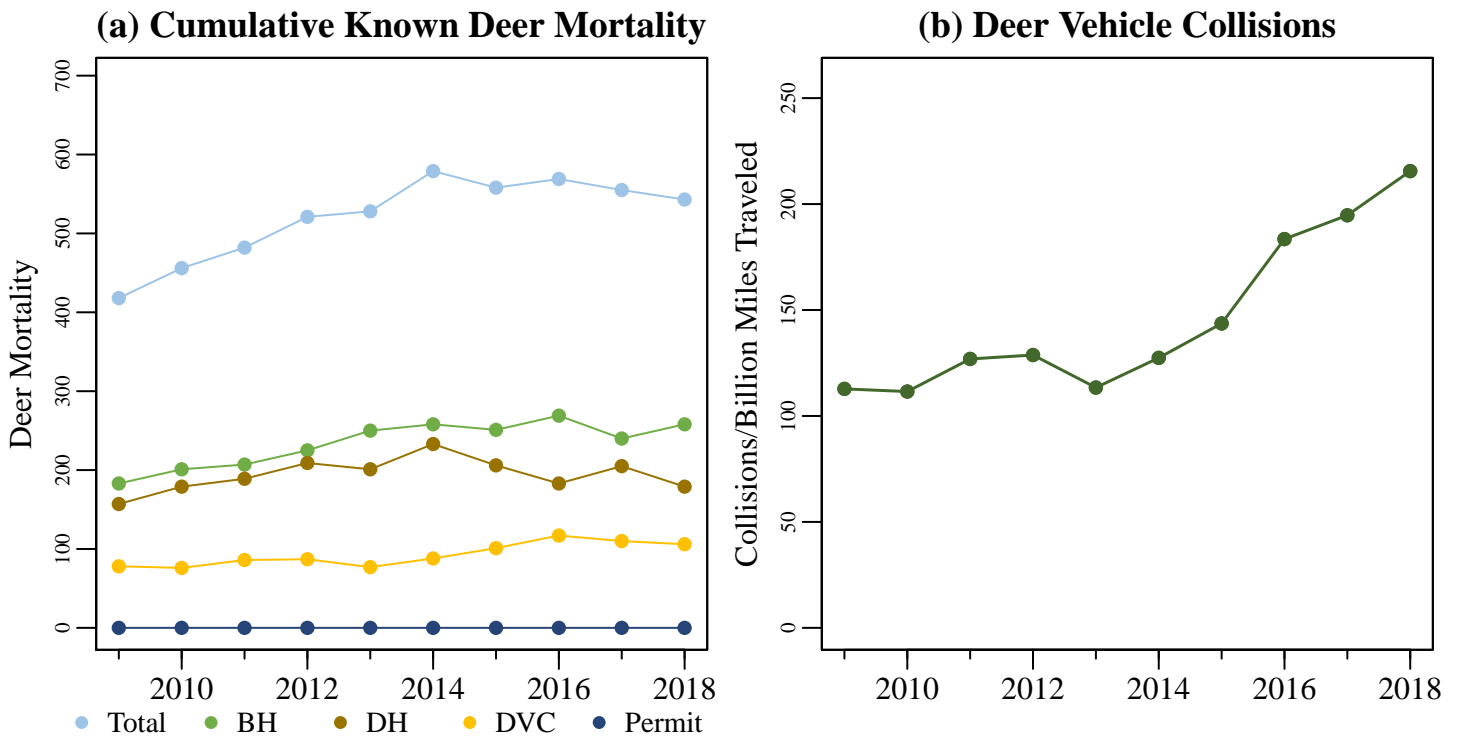 (a) Cumulative Known Deer Mortality
Deer Mortality
700
600
500
400
300
200
100
0
2010 2012 2014 2016 2018
Total BH DH DVC Permit
(b) Deer Vehicle Collisions
Collisions/Billion Miles Traveled
250
200
150
100
50
0
2010 2012 2014 2016 2018